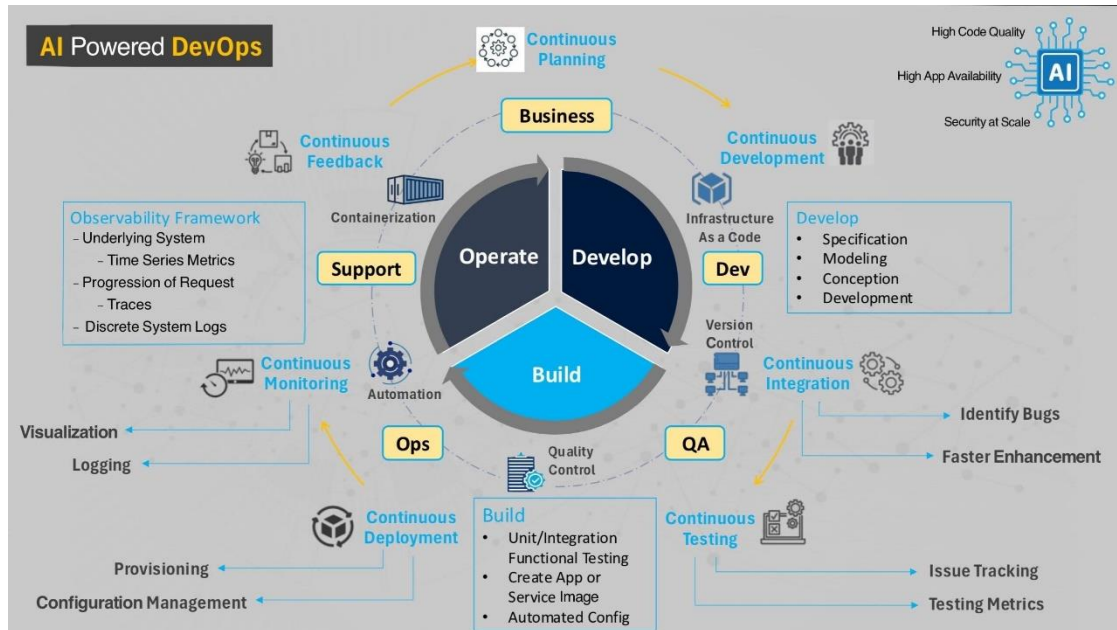 AI Powered DevOps
Continuous
Planning
High Code Quality
High App Availability
Security at Scale
AI
Business
Continuous
Feedback
Continuous
Development
Containerization
Infrastructure
As a Code
Observability Framework
– Underlying System
– Time Series Metrics
– Progression of Request
– Traces
– Discrete System Logs
Support
Operate
Develop
Dev
Develop
• Specification
• Modeling
• Conception
• Development
Version
Control
Continuous
Monitoring
Automation
Build
Continuous
Integration
Visualization
Logging
Identify Bugs
Faster Enhancement
Ops
Quality
Control
QA
Continuous
Deployment
Build
• Unit/Integration
Functional Testing
• Create App or
Service Image
• Automated Config
Continuous
Testing
Provisioning
Configuration Management
Issue Tracking
Testing Metrics